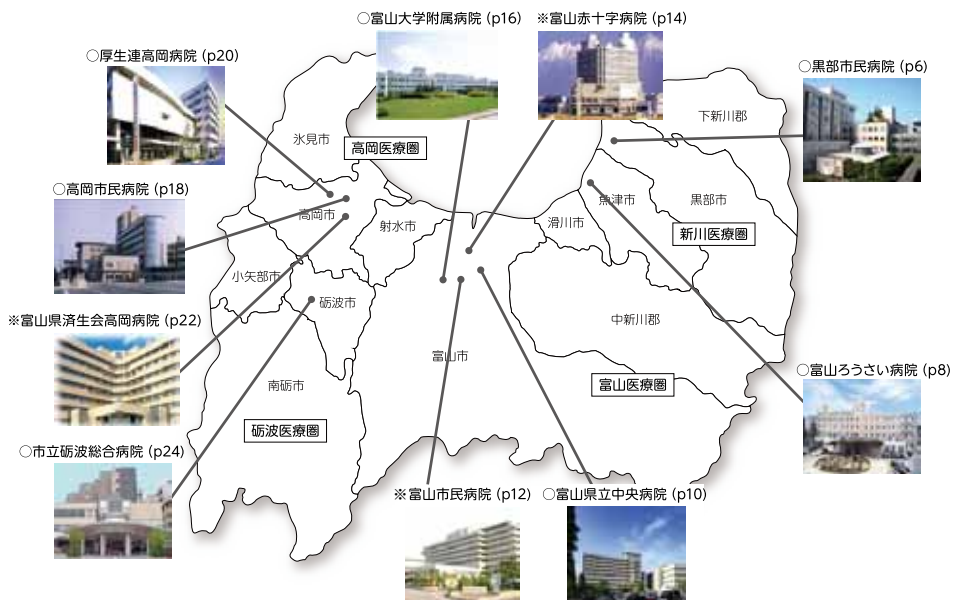 ○富山大学附属病院 (p16)
※富山赤十字病院 (p14)
○厚生連高岡病院 (p20)
○黒部市民病院 (p6)
下新川郡
氷見市
高岡医療圏
○高岡市民病院 (p18)
高岡市
射水市
滑川市
魚津市
黒部市
新川医療圏
小矢部市
砺波市
※富山県済生会高岡病院 (p22)
中新川郡
富山市
南砺市
富山医療圏
○富山ろうさい病院 (p8)
砺波医療圏
○市立砺波総合病院 (p24)
※富山市民病院 (p12)
○富山県立中央病院 (p10)